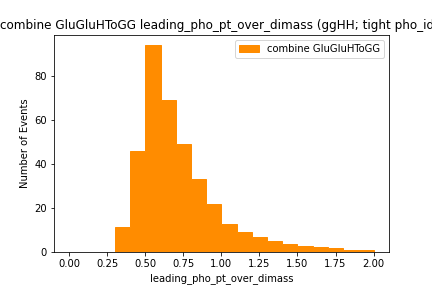 combine GluGluHToGG leading_pho_pt_over_dimass (ggHH; tight pho_id
combine GluGluHToGG
Number of Events
80
60
40
20
0
0.00 0.25 0.50 0.75 1.00 1.25 1.50 1.75 2.00
leading_pho_pt_over_dimass